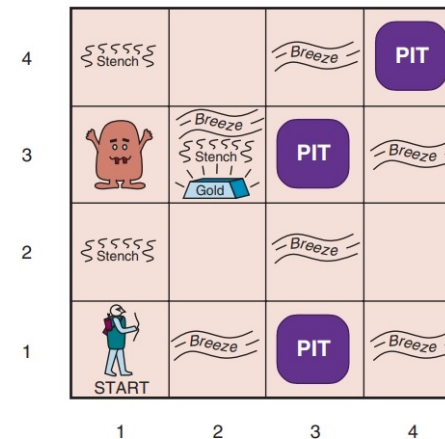 4
Stench
Breeze
PIT
3
Breeze
Stench
Gold
PIT
Breeze
2
Stench
Breeze
1
START
Breeze
PIT
Breeze
1 2 3 4